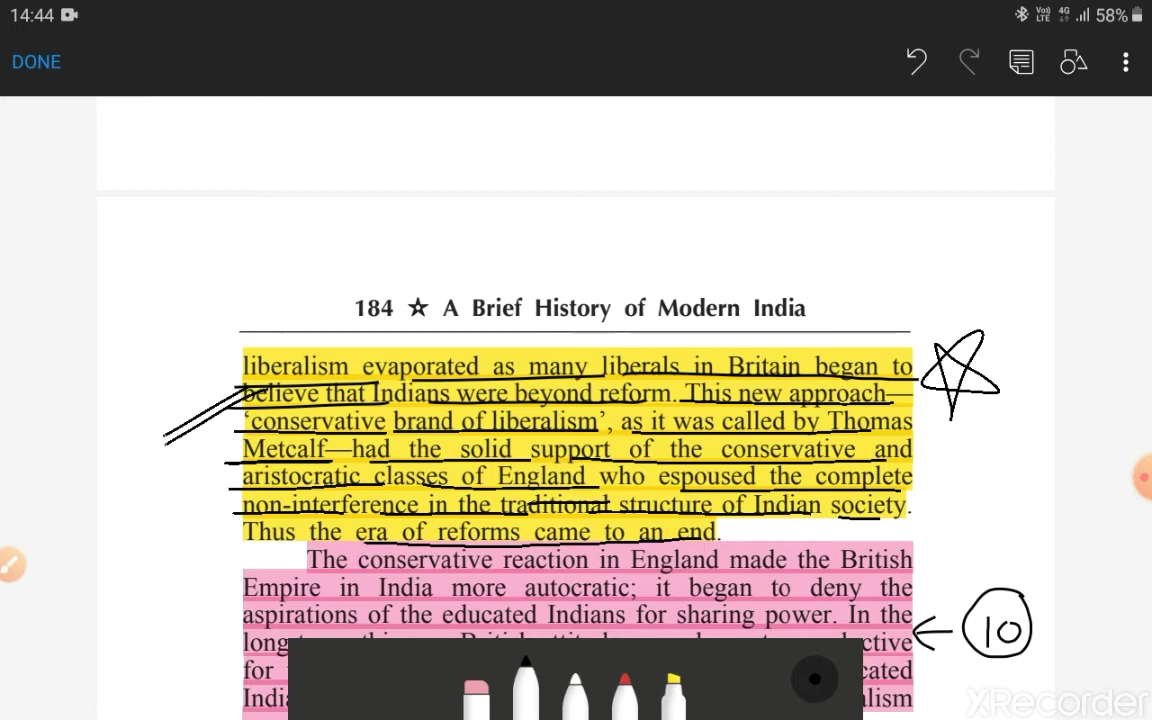 14:44 Vo) LTE 4G 58%
DONE
184 ☆ A Brief History of Modern India
liberalism evaporated as many liberals in Britain began to
believe that Indians were beyond reform. This new approach—
‘conservative brand of liberalism’, as it was called by Thomas
Metcalf—had the solid support of the conservative and
aristocratic classes of England who espoused the complete
non-interference in the traditional structure of Indian society.
Thus the era of reforms came to an end.
The conservative reaction in England made the British
Empire in India more autocratic; it began to deny the
aspirations of the educated Indians for sharing power. In the
10
long
for
XRecorder